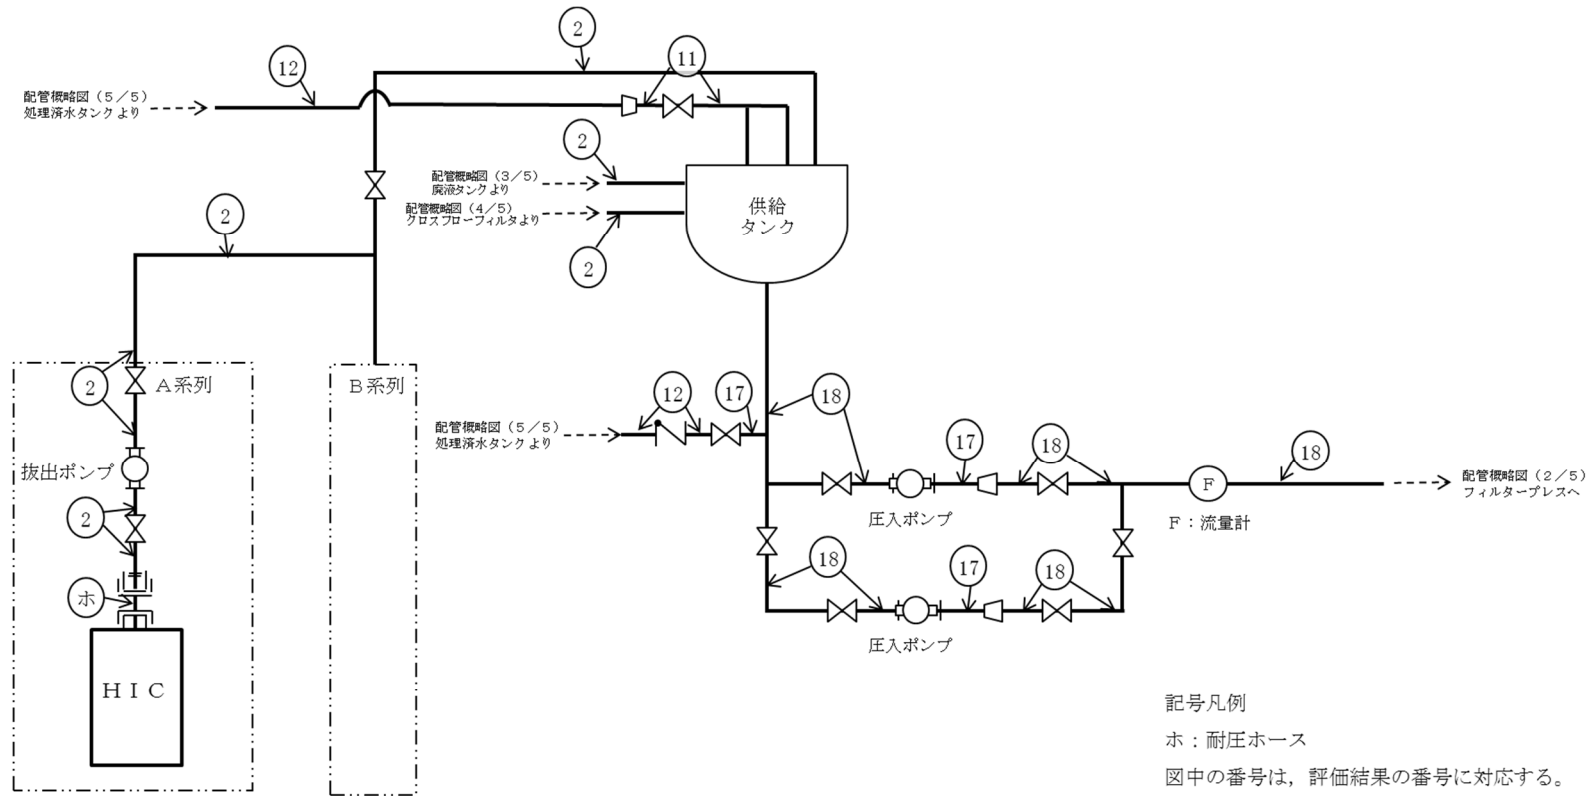 2
12
11
配管概略図（５／５）
処理済水タンクより
2
配管概略図（３／５）
廃液タンクより
配管概略図（４／５）
クロスフローフィルタより
供給
タンク
2
2
2
Ａ系列
Ｂ系列
12
17
18
配管概略図（５／５）
処理済水タンクより
17
18
18
抜出ポンプ
F
配管概略図（２／５）
フィルタープレスへ
圧入ポンプ
Ｆ：流量計
2
18
17
18
ホ
圧入ポンプ
ＨＩＣ
記号凡例
ホ：耐圧ホース
図中の番号は，評価結果の番号に対応する。